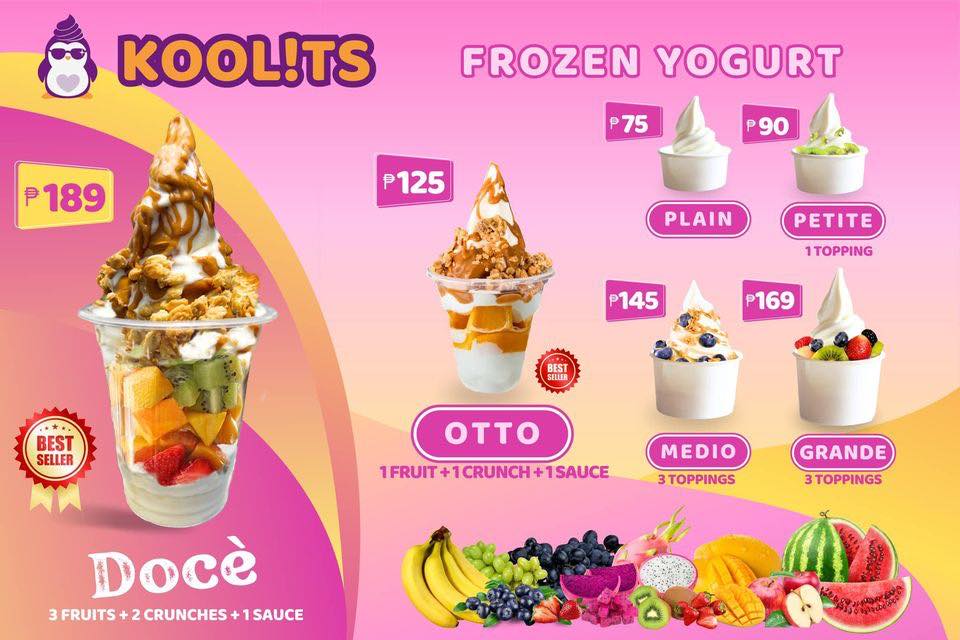 KOOL!TS
FROZEN YOGURT
₱189
BEST
SELLER
Docè
3 FRUITS + 2 CRUNCHES + 1 SAUCE
₱125
BEST
SELLER
OTTO
1 FRUIT + 1 CRUNCH + 1 SAUCE
₱75
PLAIN
₱90
PETITE
1 TOPPING
₱145
MEDIO
3 TOPPINGS
₱169
GRANDE
3 TOPPINGS